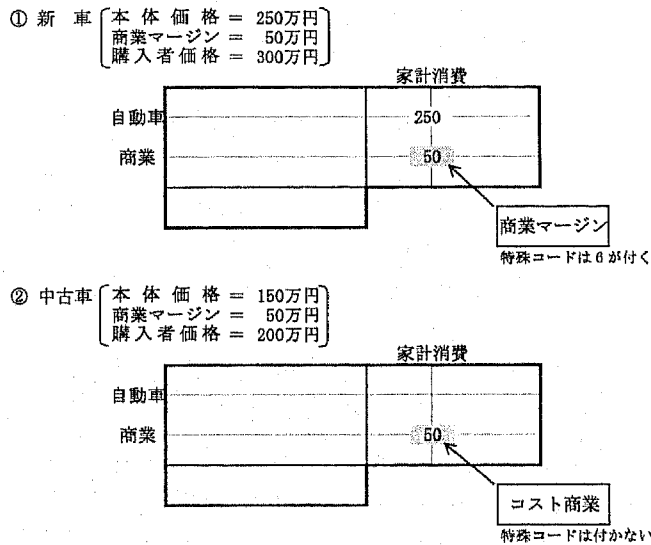 ① 新 車 本 体 価 格 = 250万円
商業マージン = 50万円
購入者価格 = 300万円
家計消費
自動車 250
商業 50
商業マージン
特殊コードは6が付く
② 中古車 本 体 価 格 = 150万円
商業マージン = 50万円
購入者価格 = 200万円
家計消費
自動車
商業 50
コスト商業
特殊コードは付かない